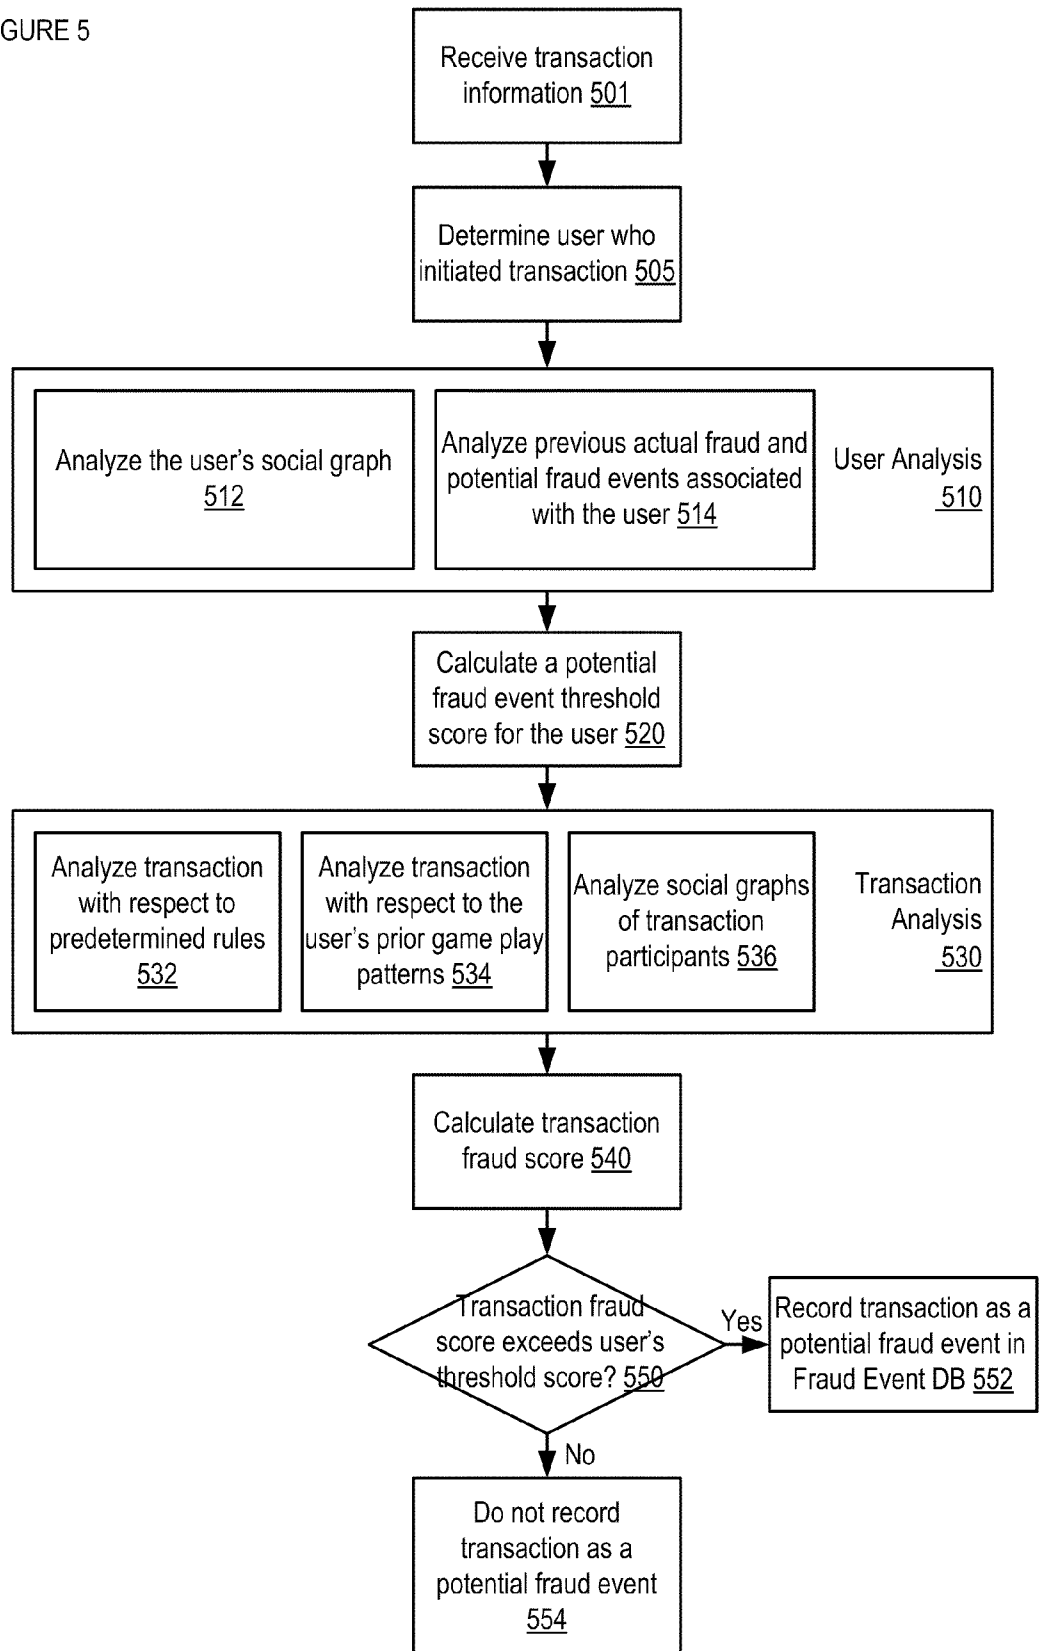 GURE 5
Receive transaction
information 501
Determine user who
initiated transaction 505
Analyze the user's social graph
512
Analyze previous actual fraud and
potential fraud events associated
with the user 514
User Analysis
510
Calculate a potential
fraud event threshold
score for the user 520
Analyze transaction
with respect to
predetermined rules
532
Analyze transaction
with respect to the
user's prior game play
patterns 534
Analyze social graphs
of transaction
participants 536
Transaction
Analysis
530
Calculate transaction
fraud score 540
Transaction fraud
score exceeds user's
threshold score? 550
Yes
Record transaction as a
potential fraud event in
Fraud Event DB 552
No
Do not record
transaction as a
potential fraud event
554